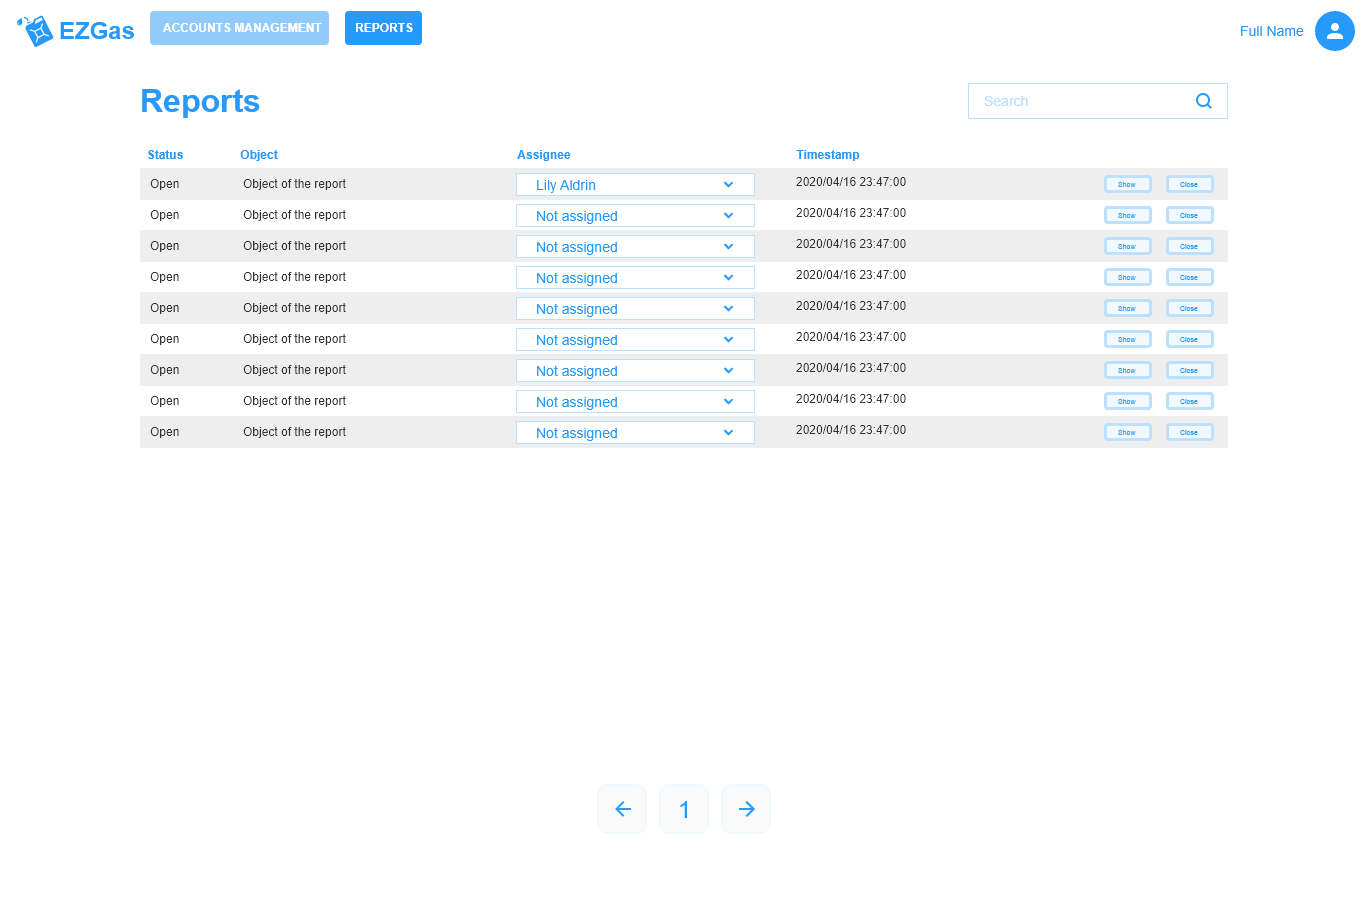 EZGas ACCOUNTS MANAGEMENT REPORTS Full Name
Reports Search
Status Object Assignee Timestamp
Open Object of the report Lily Aldrin 2020/04/16 23:47:00 Show Close
Open Object of the report Not assigned 2020/04/16 23:47:00 Show Close
Open Object of the report Not assigned 2020/04/16 23:47:00 Show Close
Open Object of the report Not assigned 2020/04/16 23:47:00 Show Close
Open Object of the report Not assigned 2020/04/16 23:47:00 Show Close
Open Object of the report Not assigned 2020/04/16 23:47:00 Show Close
Open Object of the report Not assigned 2020/04/16 23:47:00 Show Close
Open Object of the report Not assigned 2020/04/16 23:47:00 Show Close
Open Object of the report Not assigned 2020/04/16 23:47:00 Show Close
1